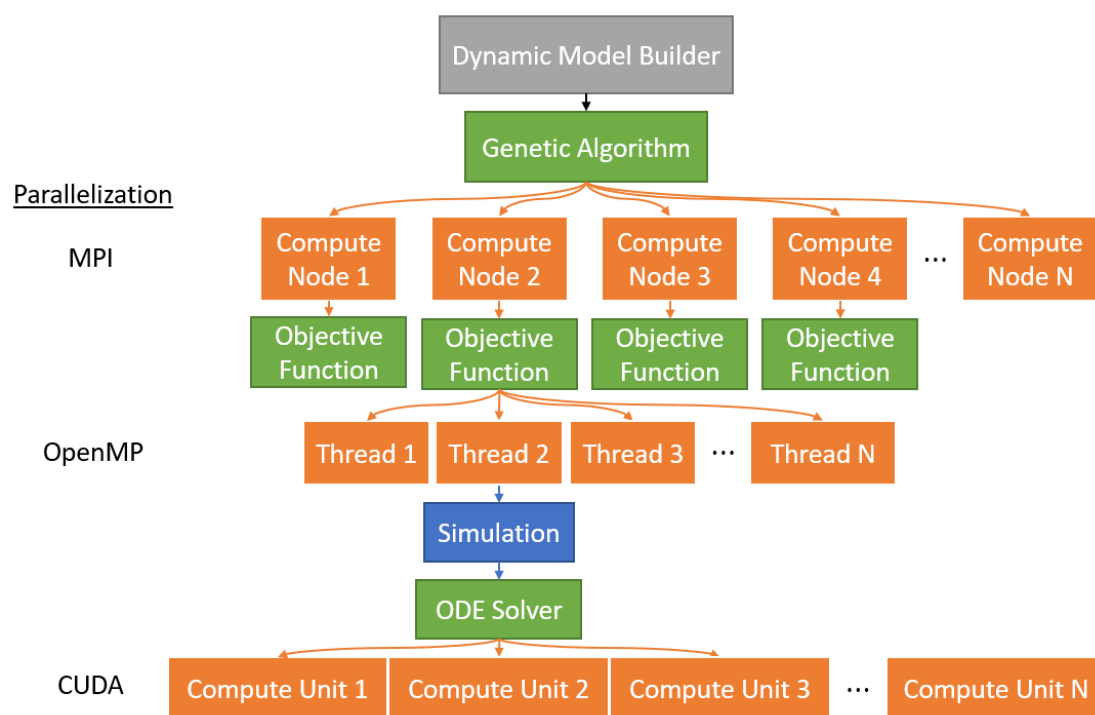 Dynamic Model Builder
Genetic Algorithm
Parallelization
MPI
Compute
Node 1
Compute
Node 2
Compute
Node 3
Compute
Node 4
...
Compute
Node N
Objective
Function
Objective
Function
Objective
Function
Objective
Function
OpenMP
Thread 1
Thread 2
Thread 3
...
Thread N
Simulation
ODE Solver
CUDA
Compute Unit 1
Compute Unit 2
Compute Unit 3
...
Compute Unit N